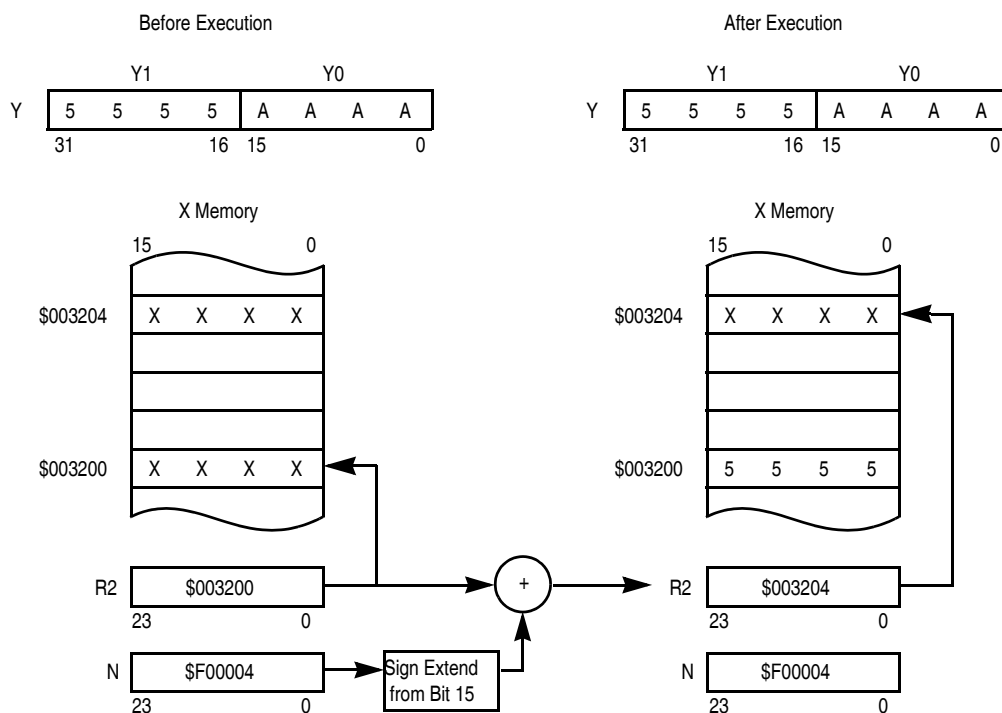 Before Execution
After Execution
Y1 Y0
Y1 Y0
Y 5 5 5 5 A A A A
Y 5 5 5 5 A A A A
31 16 15 0
31 16 15 0
X Memory
X Memory
15 0
15 0
$003204 X X X X
$003204 X X X X
$003200 X X X X
$003200 5 5 5 5
R2 $003200
+
R2 $003204
23 0
23 0
N $F00004
Sign Extend
from Bit 15
N $F00004
23 0
23 0